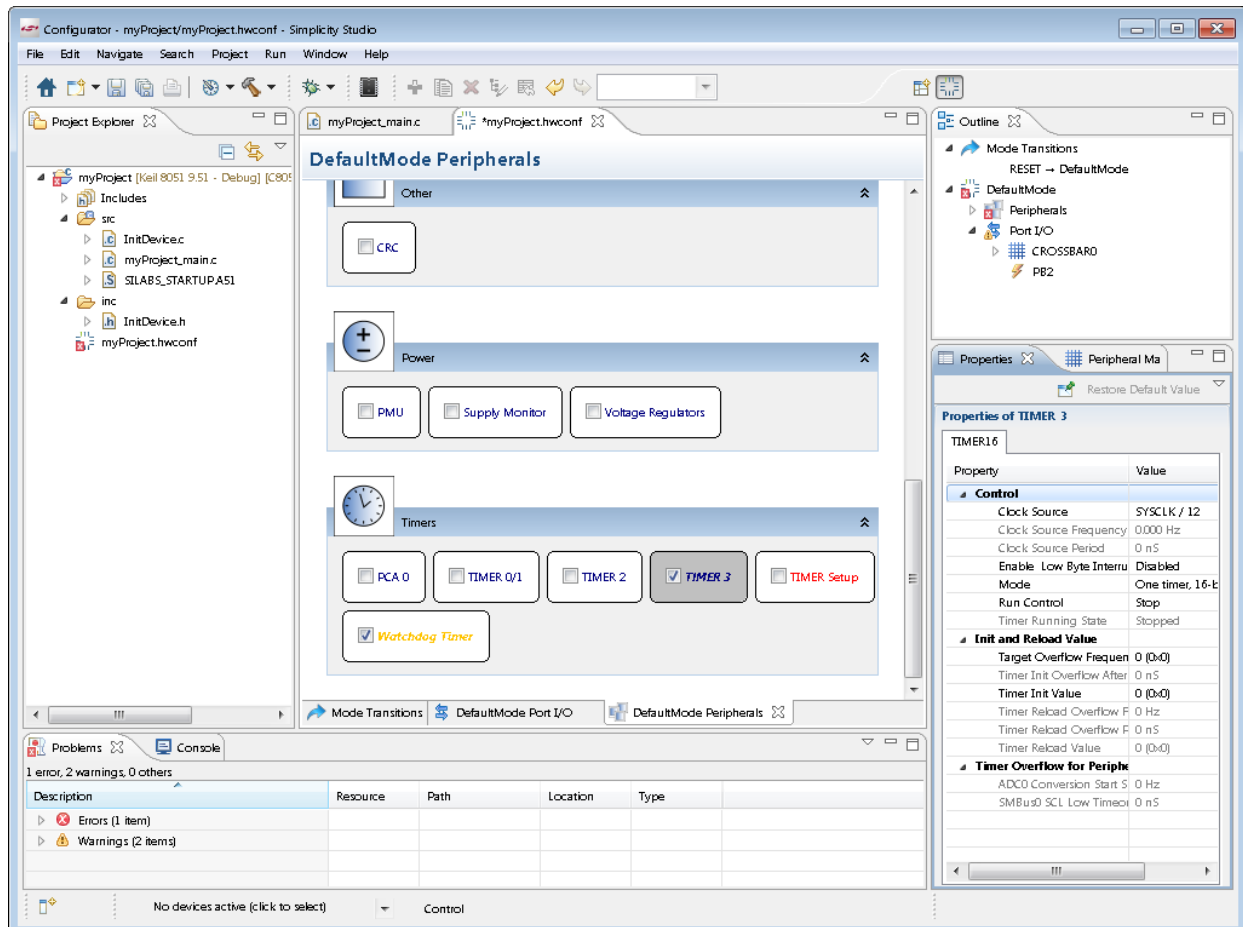 Configurator - myProject/myProject.hwconf - Simplicity Studio
File Edit Navigate Search Project Run Window Help
Project Explorer
myProject [Keil 8051 9.51 - Debug] [C805
Includes
src
InitDevice.c
myProject_main.c
SILABS_STARTUP.A51
inc
InitDevice.h
myProject.hwconf
myProject_main.c *myProject.hwconf
DefaultMode Peripherals
Other
CRC
Power
PMU Supply Monitor Voltage Regulators
Timers
PCA 0 TIMER 0/1 TIMER 2 TIMER 3 TIMER Setup
Watchdog Timer
Mode Transitions DefaultMode Port I/O DefaultMode Peripherals
Outline
Mode Transitions
RESET → DefaultMode
DefaultMode
Peripherals
Port I/O
CROSSBAR0
PB2
Properties Peripheral Ma
Restore Default Value
Properties of TIMER 3
TIMER16
Property Value
Control
Clock Source SYSCLK / 12
Clock Source Frequency 0.000 Hz
Clock Source Period 0 nS
Enable Low Byte Interru Disabled
Mode One timer, 16-b
Run Control Stop
Timer Running State Stopped
Init and Reload Value
Target Overflow Frequen 0 (0x0)
Timer Init Overflow After 0 nS
Timer Init Value 0 (0x0)
Timer Reload Overflow F 0 Hz
Timer Reload Overflow P 0 nS
Timer Reload Value 0 (0x0)
Timer Overflow for Periphe
ADC0 Conversion Start S 0 Hz
SMBus0 SCL Low Timeou 0 nS
Problems Console
1 error, 2 warnings, 0 others
Description Resource Path Location Type
Errors (1 item)
Warnings (2 items)
No devices active (click to select) Control